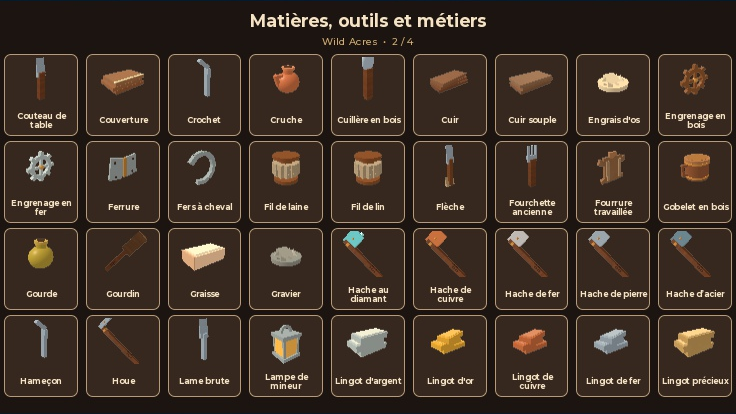 Matières, outils et métiers
Wild Acres • 2 / 4
Couteau de
table
Couverture
Crochet
Cruche
Cuillère en bois
Cuir
Cuir souple
Engrais d'os
Engrenage en
bois
Engrenage en
fer
Ferrure
Fers à cheval
Fil de laine
Fil de lin
Flèche
Fourchette
ancienne
Fourrure
travaillée
Gobelet en bois
Gourde
Gourdin
Graisse
Gravier
Hache au
diamant
Hache de
cuivre
Hache de fer
Hache de pierre
Hache d'acier
Hameçon
Houe
Lame brute
Lampe de
mineur
Lingot d'argent
Lingot d'or
Lingot de
cuivre
Lingot de fer
Lingot précieux